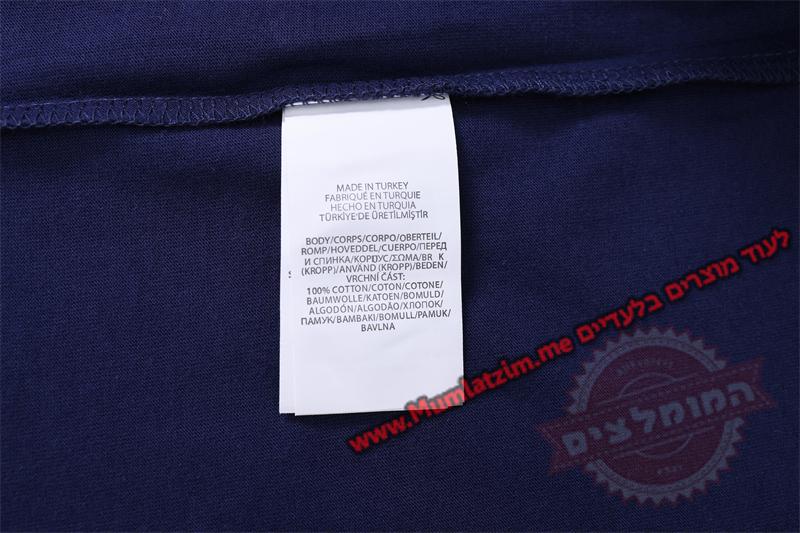 MADE IN TURKEY
FABRIQUÉ EN TURQUIE
HECHO EN TURQUIA
TÜRKİYE'DE ÜRETİLMİŞTİR
BODY/CORPS/CORPO/OBERTEIL/
ROMP/HOVEDDEL/CUERPO/ПЕРЕД
И СПИНКА/КОРПУС/ΣΩΜΑ/BR K
(KROPP)/ANVÄND (KROPP)/BEDEN/
VRCHNÍ ČÁST:
100% COTTON/COTON/COTONE/
BAUMWOLLE/KATOEN/BOMULD/
ALGODÓN/ALGODÃO/ХЛОПОК/
ПАМУК/BAMBAKI/BOMULL/PAMUK/
BAVLNA
לעוד מוצרים בלעדיים www.Mumlatzim.me
המומלצים